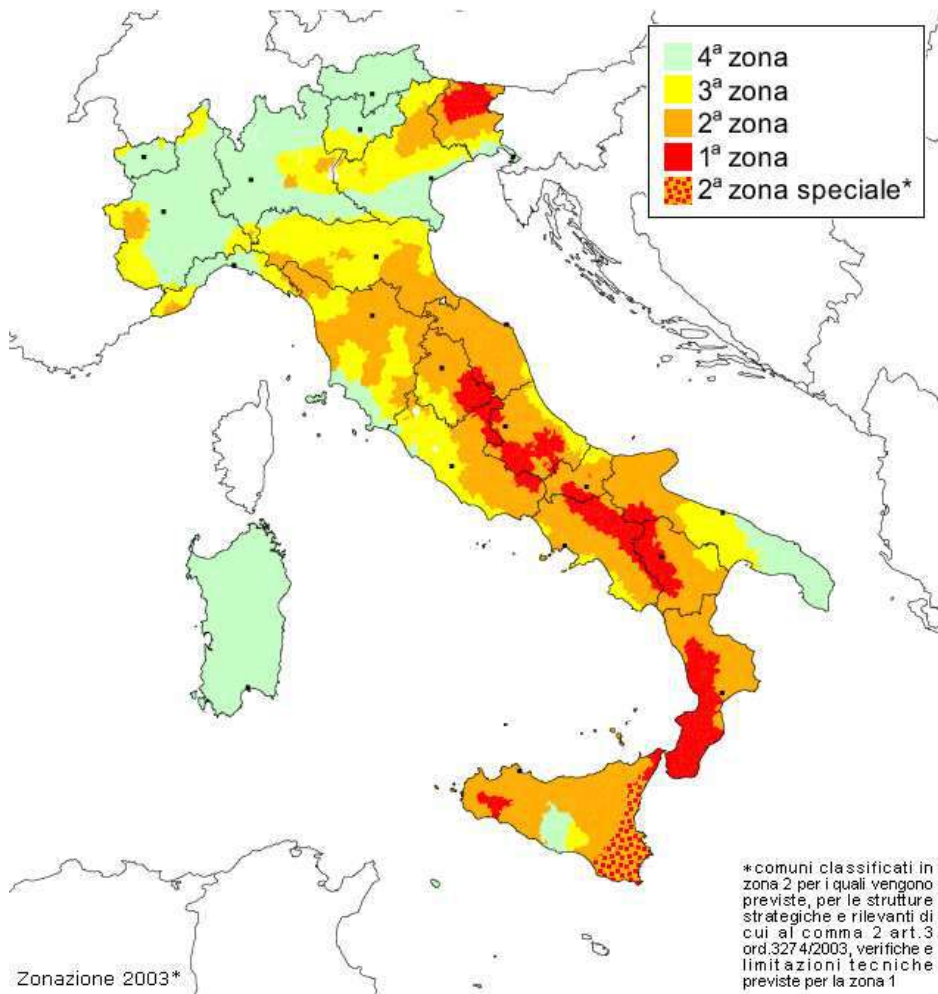 4ª zona
3ª zona
2ª zona
1ª zona
2ª zona speciale*
*comuni classificati in
zona 2 per i quali vengono
previste, per le strutture
strategiche e rilevanti di
cui al comma 2 art.3
ord.3274/2003, verifiche e
limitazioni tecniche
previste per la zona 1
Zonazione 2003*